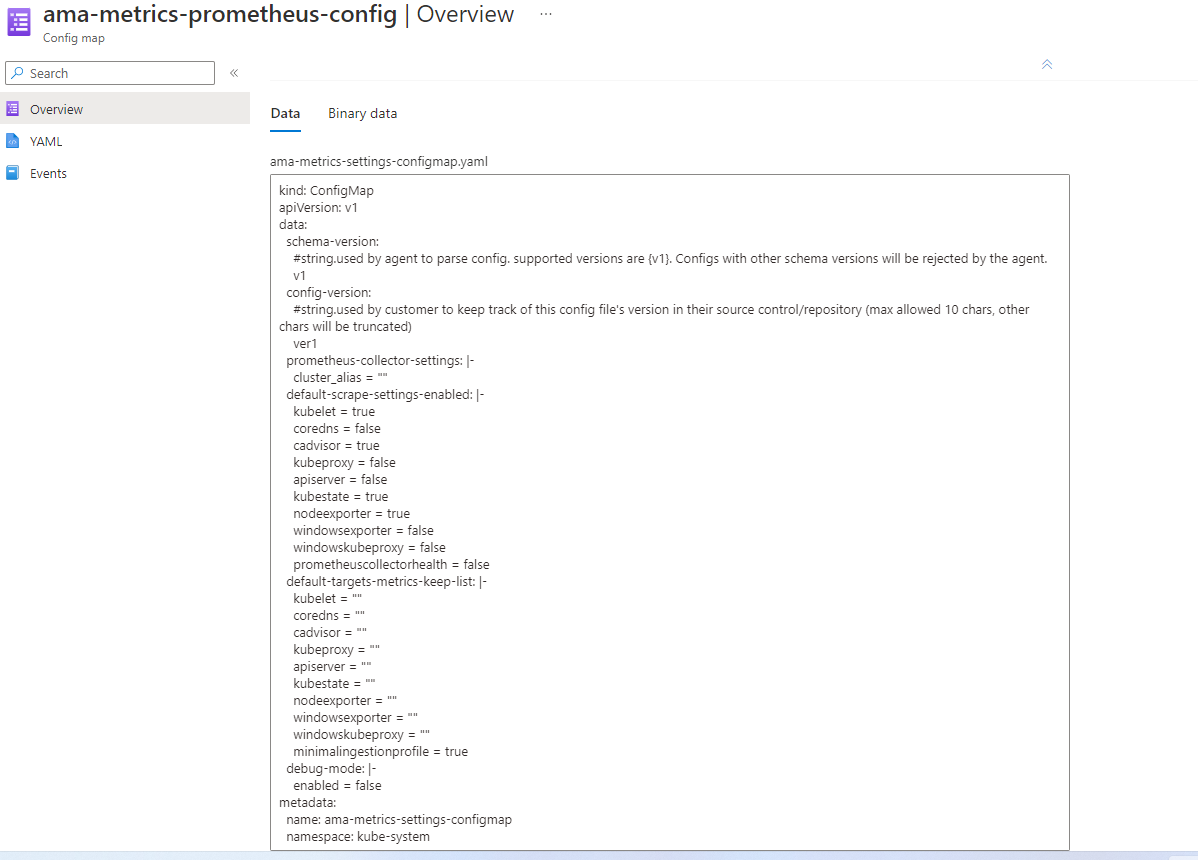 ama-metrics-prometheus-config | Overview ...
Config map
Search
«
Overview
YAML
Events
Data Binary data
ama-metrics-settings-configmap.yaml
kind: ConfigMap
apiVersion: v1
data:
  schema-version:
    #string.used by agent to parse config. supported versions are {v1}. Configs with other schema versions will be rejected by the agent.
    v1
  config-version:
    #string.used by customer to keep track of this config file's version in their source control/repository (max allowed 10 chars, other
chars will be truncated)
    ver1
  prometheus-collector-settings: |-
    cluster_alias = ""
  default-scrape-settings-enabled: |-
    kubelet = true
    coredns = false
    cadvisor = true
    kubeproxy = false
    apiserver = false
    kubestate = true
    nodeexporter = true
    windowsexporter = false
    windowskubeproxy = false
    prometheuscollectorhealth = false
  default-targets-metrics-keep-list: |-
    kubelet = ""
    coredns = ""
    cadvisor = ""
    kubeproxy = ""
    apiserver = ""
    kubestate = ""
    nodeexporter = ""
    windowsexporter = ""
    windowskubeproxy = ""
    minimalingestionprofile = true
  debug-mode: |-
    enabled = false
metadata:
  name: ama-metrics-settings-configmap
  namespace: kube-system